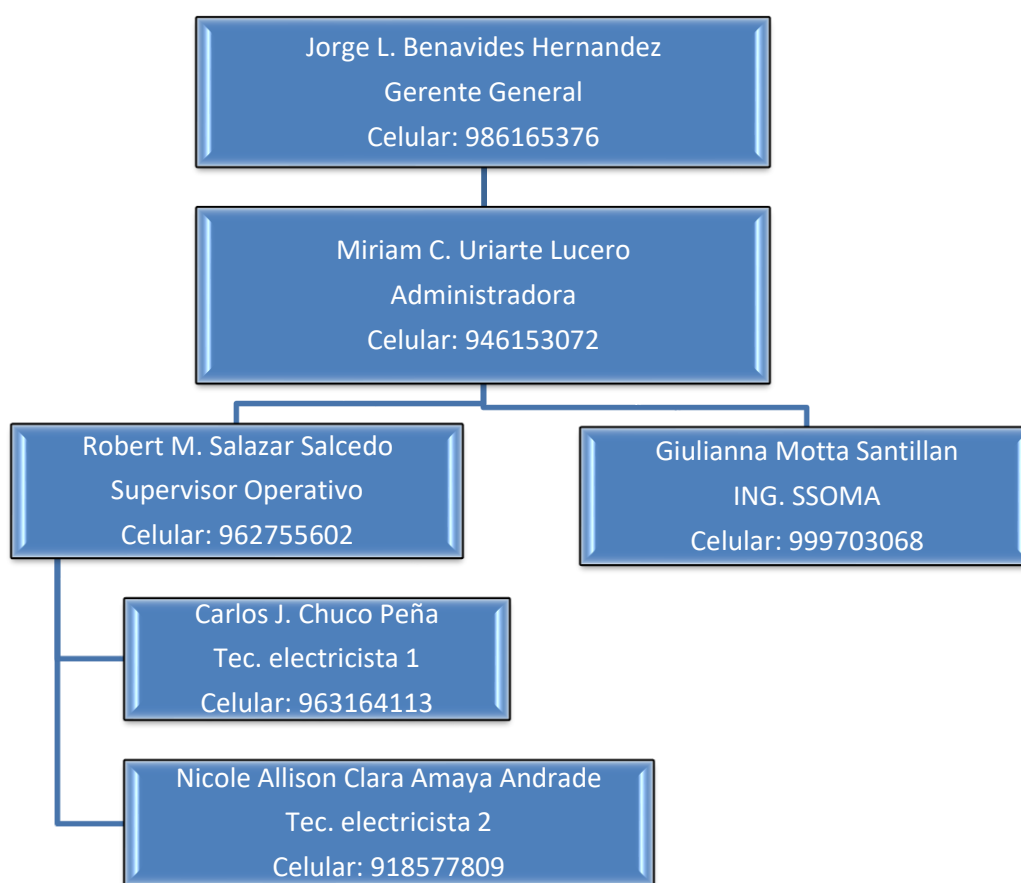 Jorge L. Benavides Hernandez
Gerente General
Celular: 986165376
Miriam C. Uriarte Lucero
Administradora
Celular: 946153072
Robert M. Salazar Salcedo
Supervisor Operativo
Celular: 962755602
Giulianna Motta Santillan
ING. SSOMA
Celular: 999703068
Carlos J. Chuco Peña
Tec. electricista 1
Celular: 963164113
Nicole Allison Clara Amaya Andrade
Tec. electricista 2
Celular: 918577809